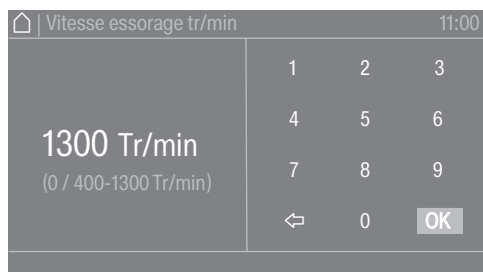 | Vitesse essorage tr/min 11:00
1 2 3
4 5 6
1300 Tr/min
(0 / 400-1300 Tr/min)
7 8 9
0 OK